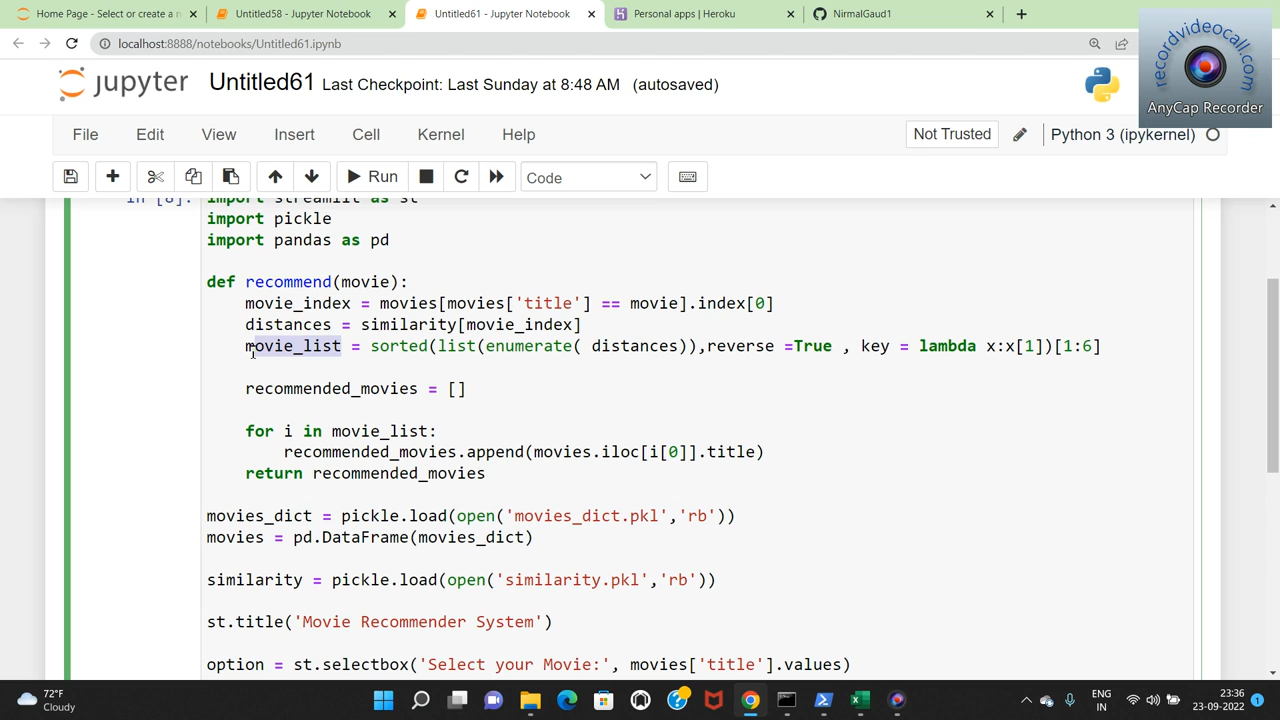 Home Page - Select or create a n
Untitled58 - Jupyter Notebook
Untitled61 - Jupyter Notebook
Personal apps | Heroku
NirmalGaud1
localhost:8888/notebooks/Untitled61.ipynb
recordvideocall.com
AnyCap Recorder
jupyter Untitled61 Last Checkpoint: Last Sunday at 8:48 AM (autosaved)
File Edit View Insert Cell Kernel Help
Not Trusted Python 3 (ipykernel)
Run Code
In [8]: import streamlit as st
import pickle
import pandas as pd
def recommend(movie):
movie_index = movies[movies['title'] == movie].index[0]
distances = similarity[movie_index]
movie_list = sorted(list(enumerate( distances)),reverse =True , key = lambda x:x[1])[1:6]
recommended_movies = []
for i in movie_list:
recommended_movies.append(movies.iloc[i[0]].title)
return recommended_movies
movies_dict = pickle.load(open('movies_dict.pkl','rb'))
movies = pd.DataFrame(movies_dict)
similarity = pickle.load(open('similarity.pkl','rb'))
st.title('Movie Recommender System')
option = st.selectbox('Select your Movie:', movies['title'].values)
72°F
Cloudy
ENG
IN
23:36
23-09-2022
1